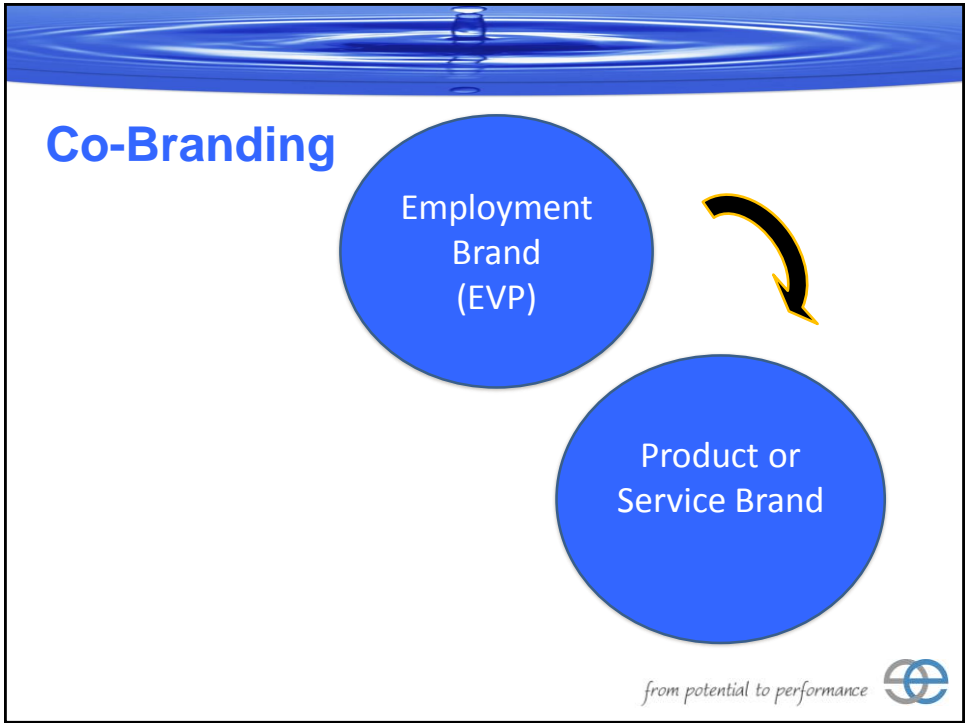 Co-Branding
Employment
Brand
(EVP)
Product or
Service Brand
from potential to performance